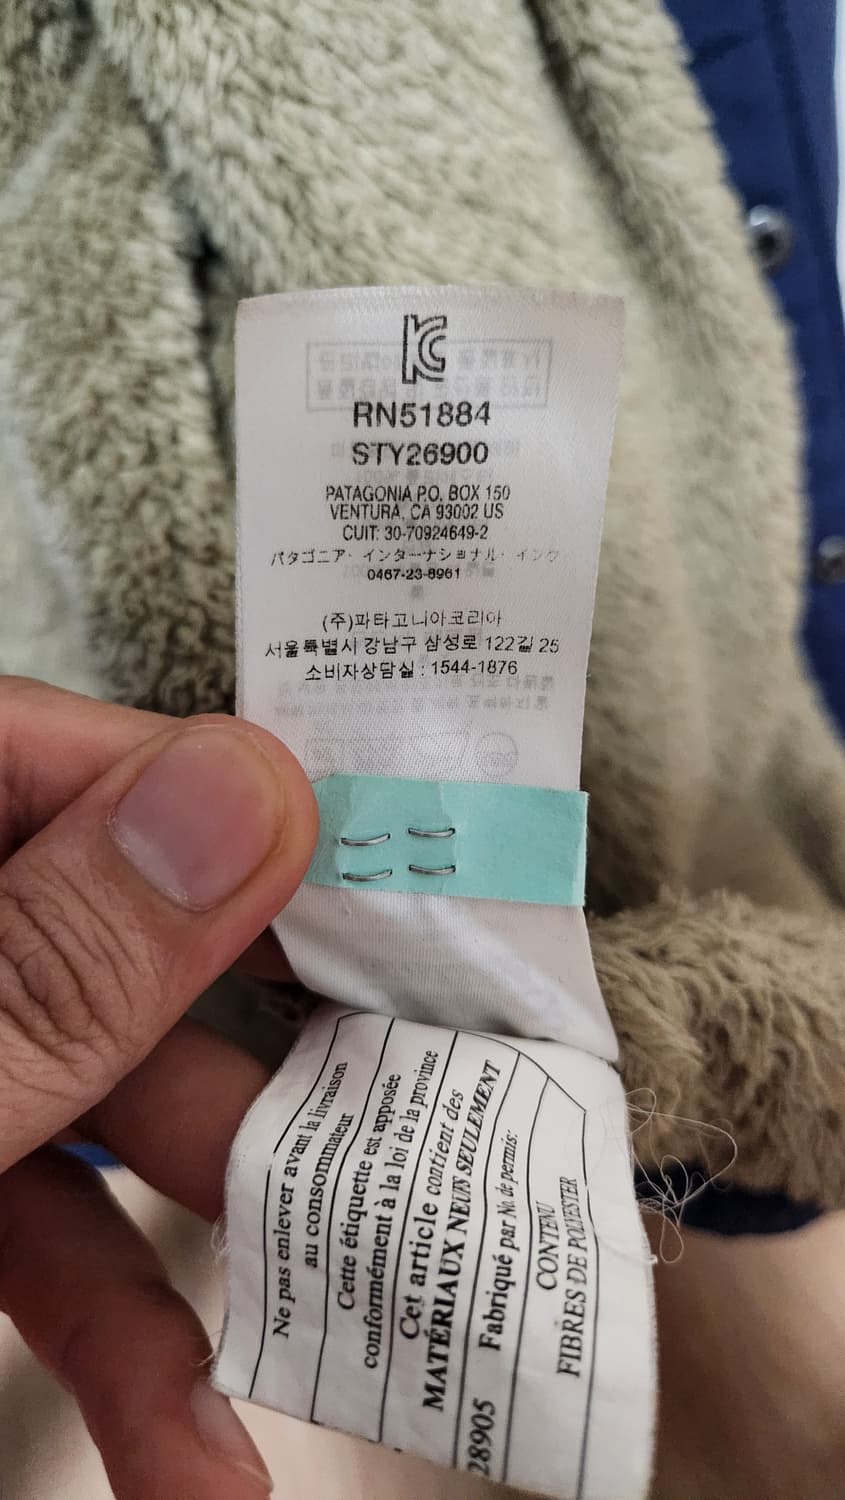 RN51884
STY26900
PATAGONIA P.O. BOX 150
VENTURA, CA 93002 US
CUIT: 30-70924649-2
パタゴニア・インターナショナル・インク
0467-23-8961
(주)파타고니아코리아
서울특별시 강남구 삼성로 122길 25
소비자상담실 : 1544-1876
Ne pas enlever avant la livraison
au consommateur
Cette étiquette est apposée
conformément à la loi de la province
Cet article contient des
MATÉRIAUX NEUFS SEULEMENT
28905 Fabriqué par No. de permis:
CONTENU
FIBRES DE POLYESTER